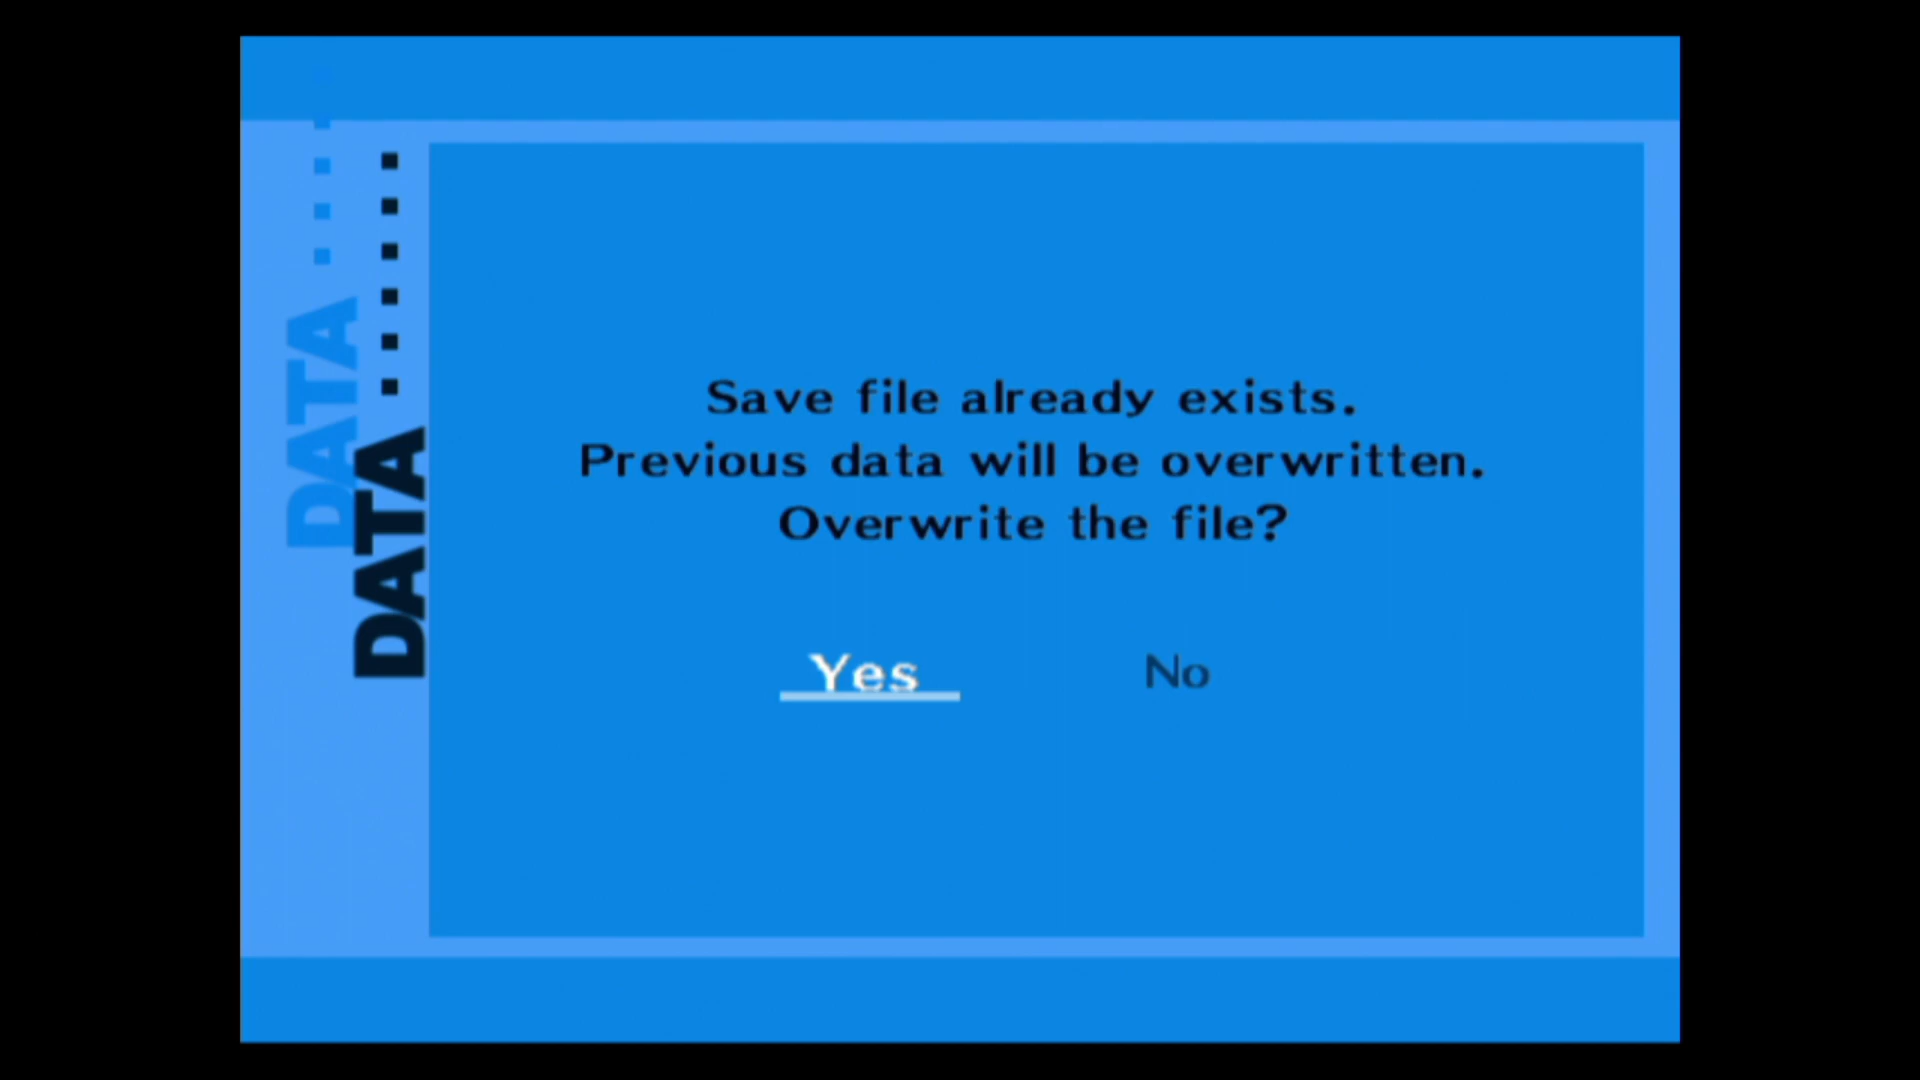 DATA
DATA
Save file already exists.
Previous data will be overwritten.
Overwrite the file?
Yes No